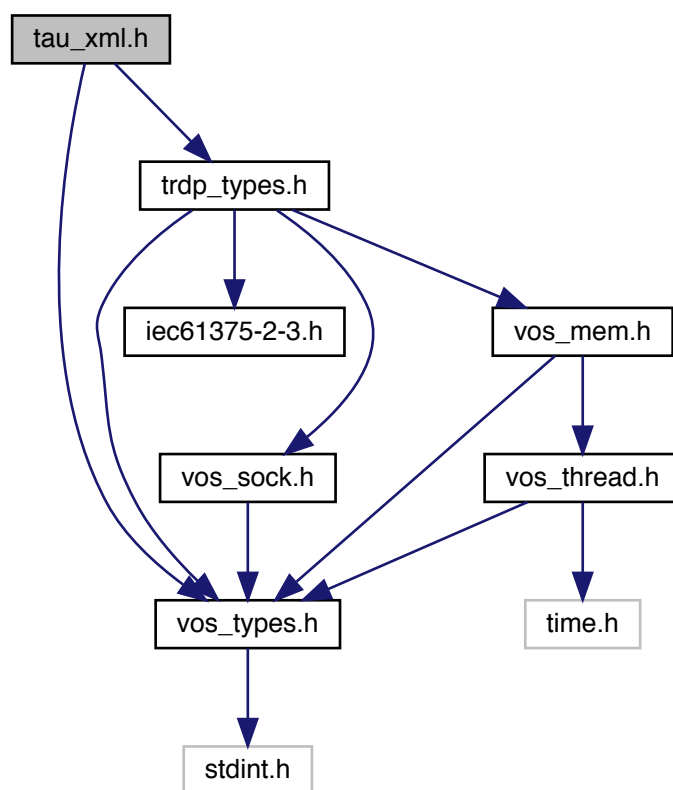 tau_xml.h
trdp_types.h
iec61375-2-3.h
vos_mem.h
vos_sock.h
vos_thread.h
vos_types.h
time.h
stdint.h